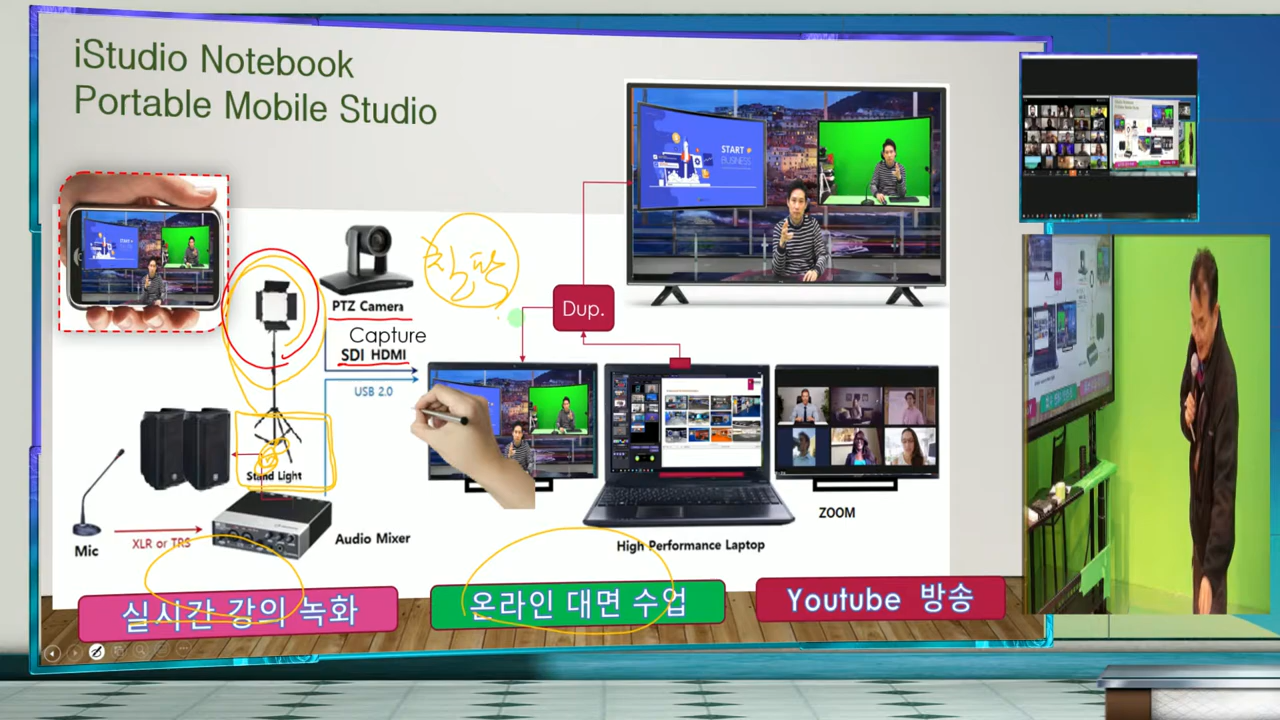 iStudio Notebook
Portable Mobile Studio
START
BUSINESS
칠판
PTZ Camera
Capture
SDI HDMI
USB 2.0
Dup.
Stand Light
Mic
XLR or TRS
Audio Mixer
High Performance Laptop
ZOOM
실시간 강의 녹화
온라인 대면 수업
Youtube 방송